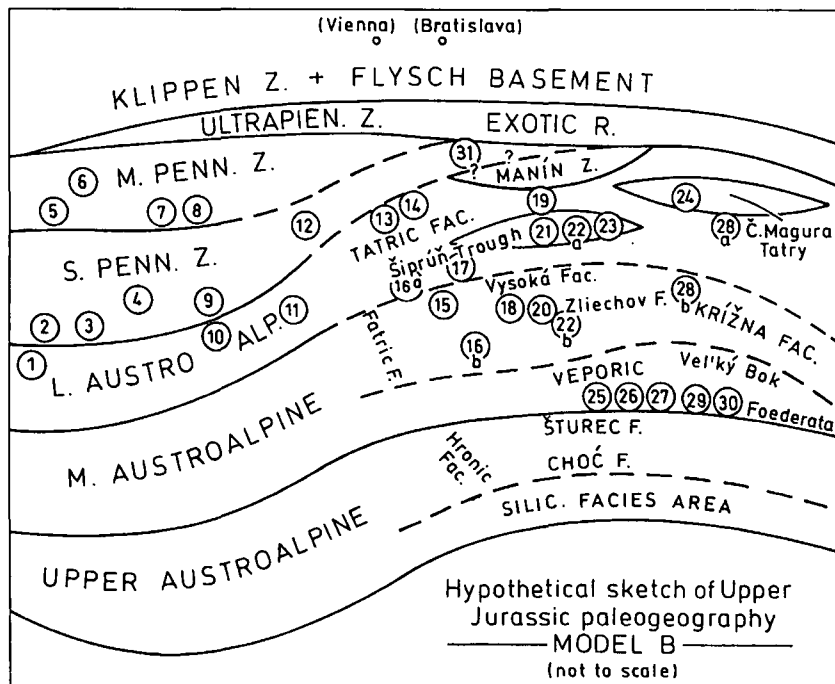 (Vienna) (Bratislava)
KLIPPEN Z. + FLYSCH BASEMENT
ULTRAPIEN. Z. EXOTIC R.
31
6 M. PENN. Z. ? ? MANÍN Z.
5 7 8 12 13 14 19 24
TATRIC FAC.
21 22 a 23 28 a Č. Magura
Tatry
Šiprúň Trough
S. PENN. Z. 17
16 a Vysoká Fac.
4 9 15 18 20 Zliechov F. 28 b KRÍŽNA FAC.
2 3 10 11 22 b
1 L. AUSTRO ALP.
Fatric F. 16 b
VEPORIC Veľký Bok
25 26 27 29 30 Foederata
M. AUSTROALPINE
ŠTUREC F.
Hronic
Fac.
CHOĆ F.
SILIC. FACIES AREA
UPPER AUSTROALPINE
Hypothetical sketch of Upper
Jurassic paleogeography
MODEL B
(not to scale)